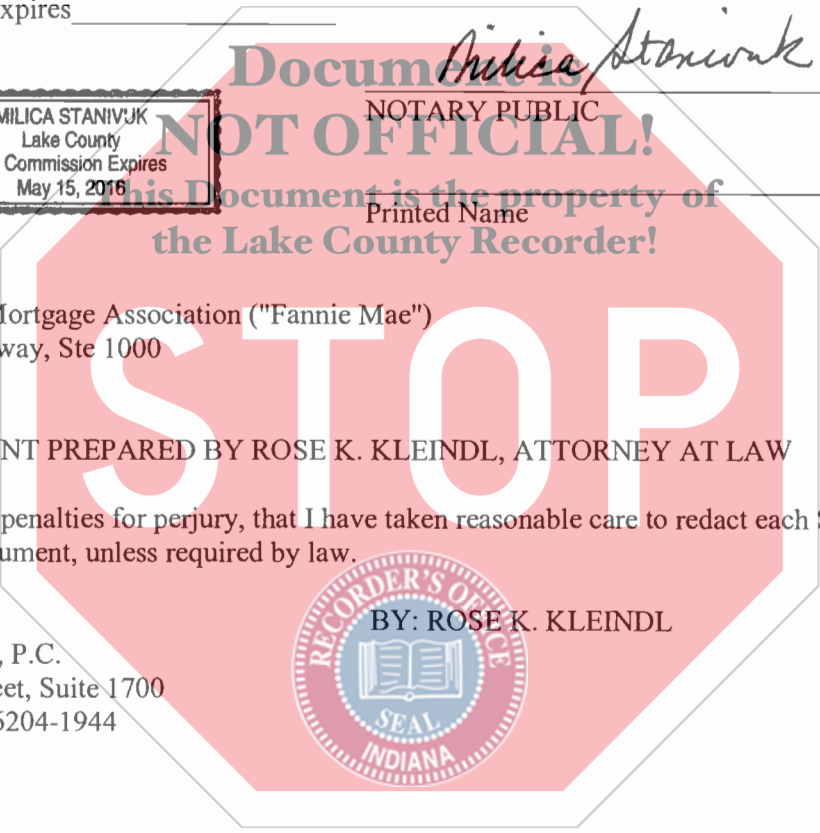 xpires
Milica Stanivuk
Document is
NOTARY PUBLIC
NOT OFFICIAL!
MILICA STANIVUK
Lake County
Commission Expires
May 15, 2016
This Document is the property of
Printed Name
the Lake County Recorder!
Mortgage Association ("Fannie Mae")
way, Ste 1000
STOP
NT PREPARED BY ROSE K. KLEINDL, ATTORNEY AT LAW
penalties for perjury, that I have taken reasonable care to redact each S
ument, unless required by law.
RECORDER'S OFFICE
BY: ROSE K. KLEINDL
, P.C.
eet, Suite 1700
6204-1944
SEAL
INDIANA